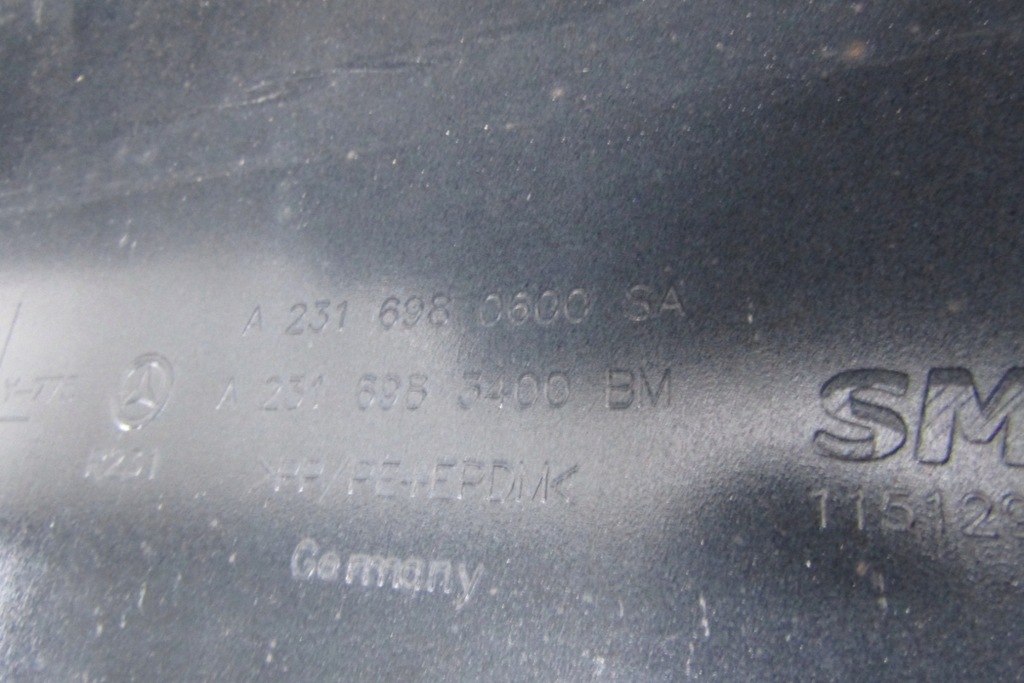 A 231 698 0600 SA
A 231 698 3400 BM
R231
>PP/PE+EPDM<
Germany
SM
115129